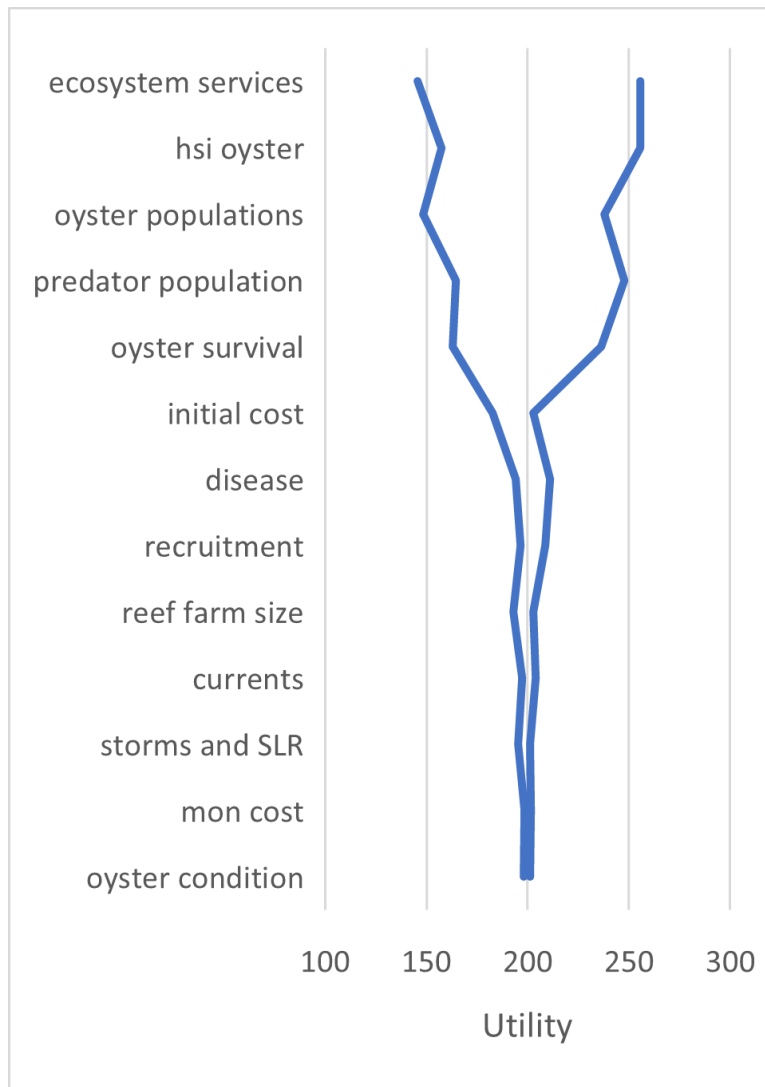 ecosystem services
hsi oyster
oyster populations
predator population
oyster survival
initial cost
disease
recruitment
reef farm size
currents
storms and SLR
mon cost
oyster condition
100 150 200 250 300
Utility